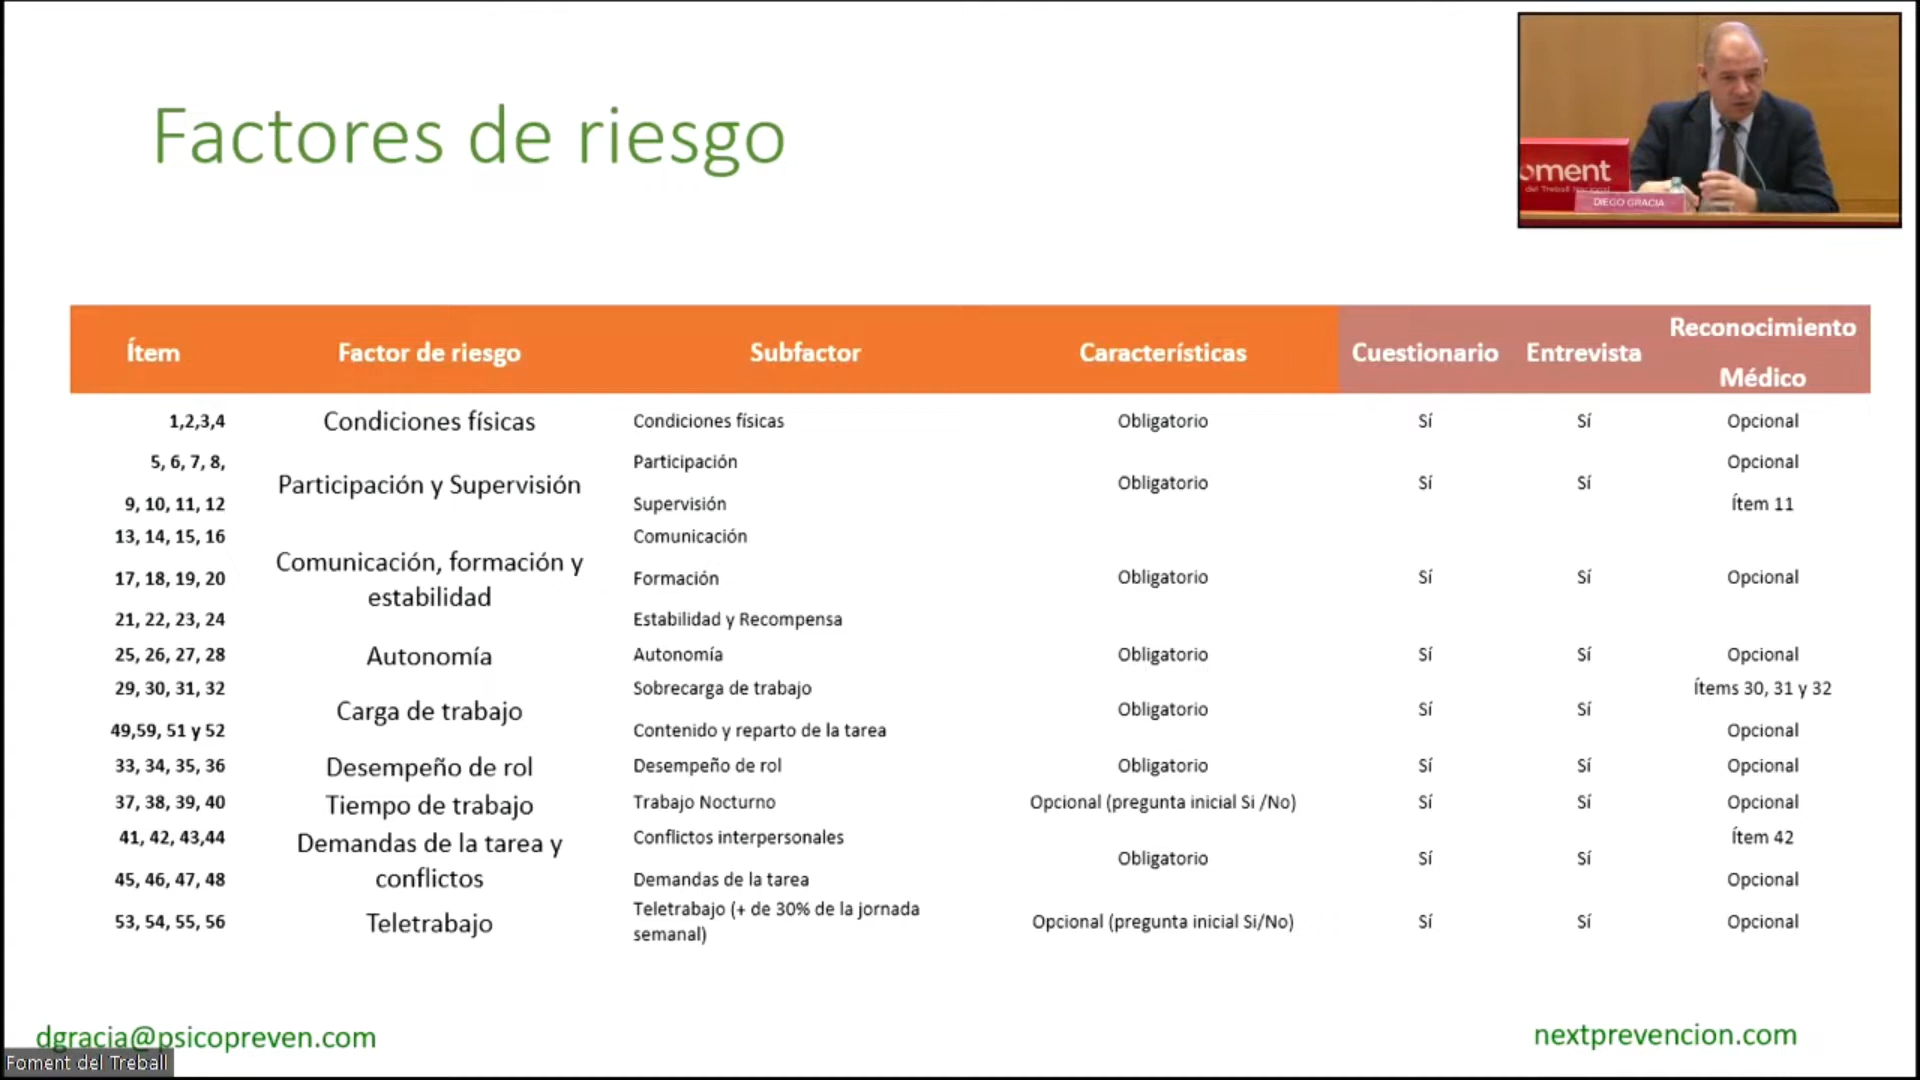 Factores de riesgo
oment
del Treball Nacional
DIEGO GRACIA
Ítem Factor de riesgo Subfactor Características Cuestionario Entrevista Reconocimiento Médico
1,2,3,4 Condiciones físicas Condiciones físicas Obligatorio Sí Sí Opcional
5, 6, 7, 8, Participación Opcional
Participación y Supervisión Obligatorio Sí Sí
9, 10, 11, 12 Supervisión Ítem 11
13, 14, 15, 16 Comunicación
Comunicación, formación y
17, 18, 19, 20 Formación Obligatorio Sí Sí Opcional
estabilidad
21, 22, 23, 24 Estabilidad y Recompensa
25, 26, 27, 28 Autonomía Autonomía Obligatorio Sí Sí Opcional
29, 30, 31, 32 Sobrecarga de trabajo Ítems 30, 31 y 32
Carga de trabajo Obligatorio Sí Sí
49,59, 51 y 52 Contenido y reparto de la tarea Opcional
33, 34, 35, 36 Desempeño de rol Desempeño de rol Obligatorio Sí Sí Opcional
37, 38, 39, 40 Tiempo de trabajo Trabajo Nocturno Opcional (pregunta inicial Si /No) Sí Sí Opcional
41, 42, 43,44 Demandas de la tarea y Conflictos interpersonales Ítem 42
Obligatorio Sí Sí
45, 46, 47, 48 conflictos Demandas de la tarea Opcional
Teletrabajo (+ de 30% de la jornada
53, 54, 55, 56 Teletrabajo semanal) Opcional (pregunta inicial Si/No) Sí Sí Opcional
dgracia@psicopreven.com
nextprevencion.com
Foment del Treball